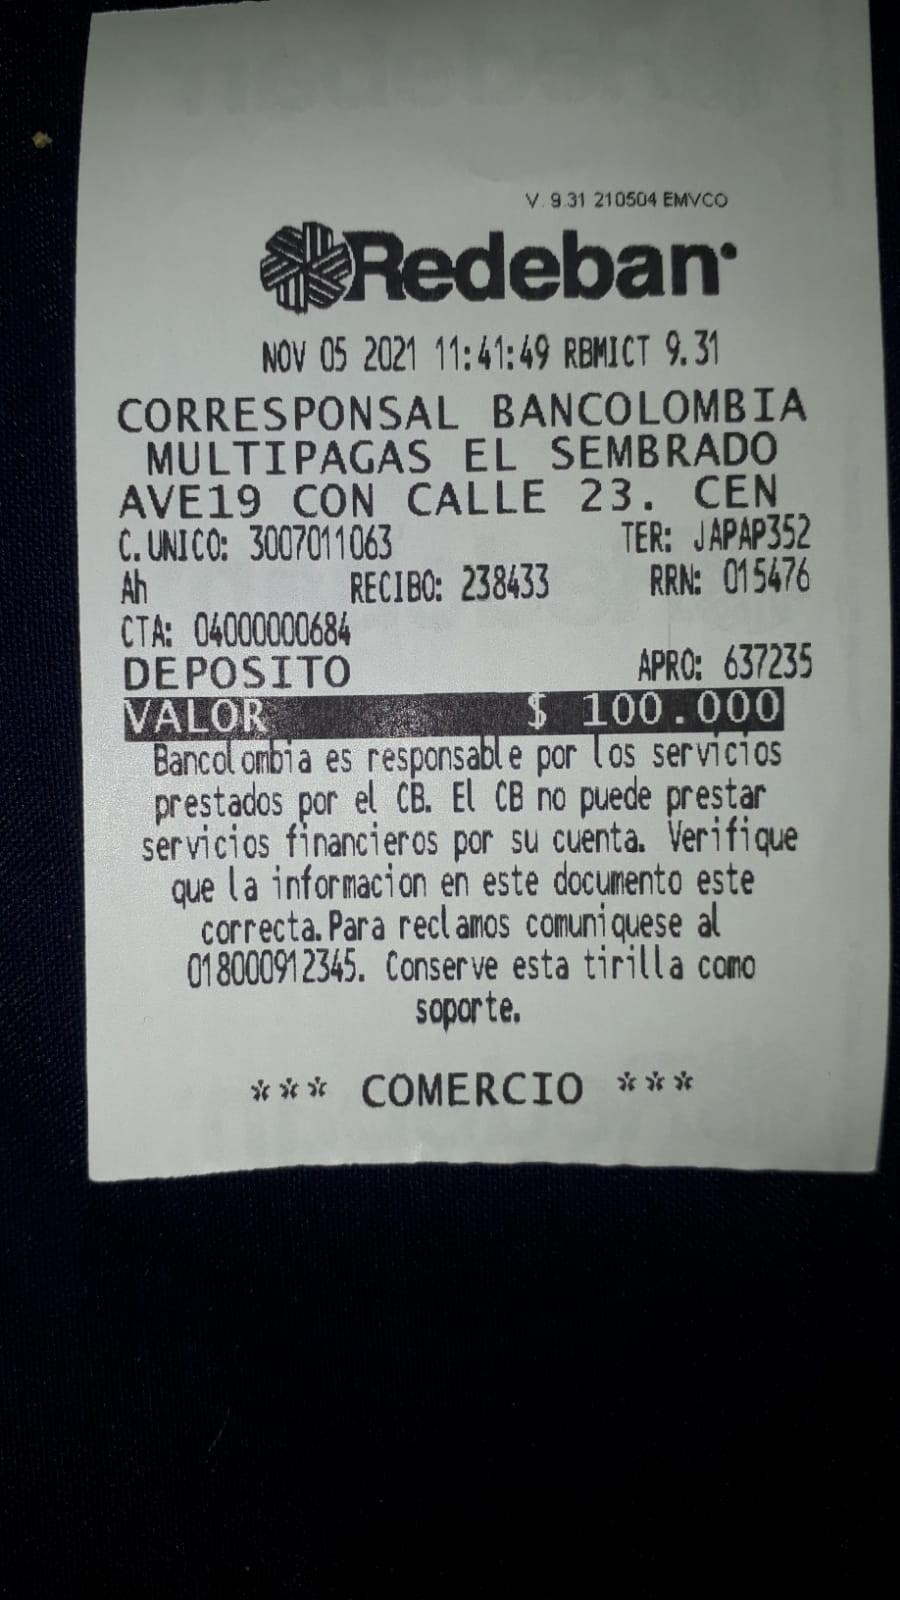 V. 9.31 210504 EMVCO
Redeban
NOV 05 2021 11:41:49 RBMICT 9.31
CORRESPONSAL BANCOLOMBIA
MULTIPAGAS EL SEMBRADO
AVE19 CON CALLE 23. CEN
C. UNICO: 3007011063 TER: JAPAP352
Ah RECIBO: 238433 RRN: 015476
CTA: 04000000684
DEPOSITO APRO: 637235
VALOR $ 100.000
Bancolombia es responsable por los servicios
prestados por el CB. El CB no puede prestar
servicios financieros por su cuenta. Verifique
que la informacion en este documento este
correcta.Para reclamos comuniquese al
018000912345. Conserve esta tirilla como
soporte.
*** COMERCIO ***